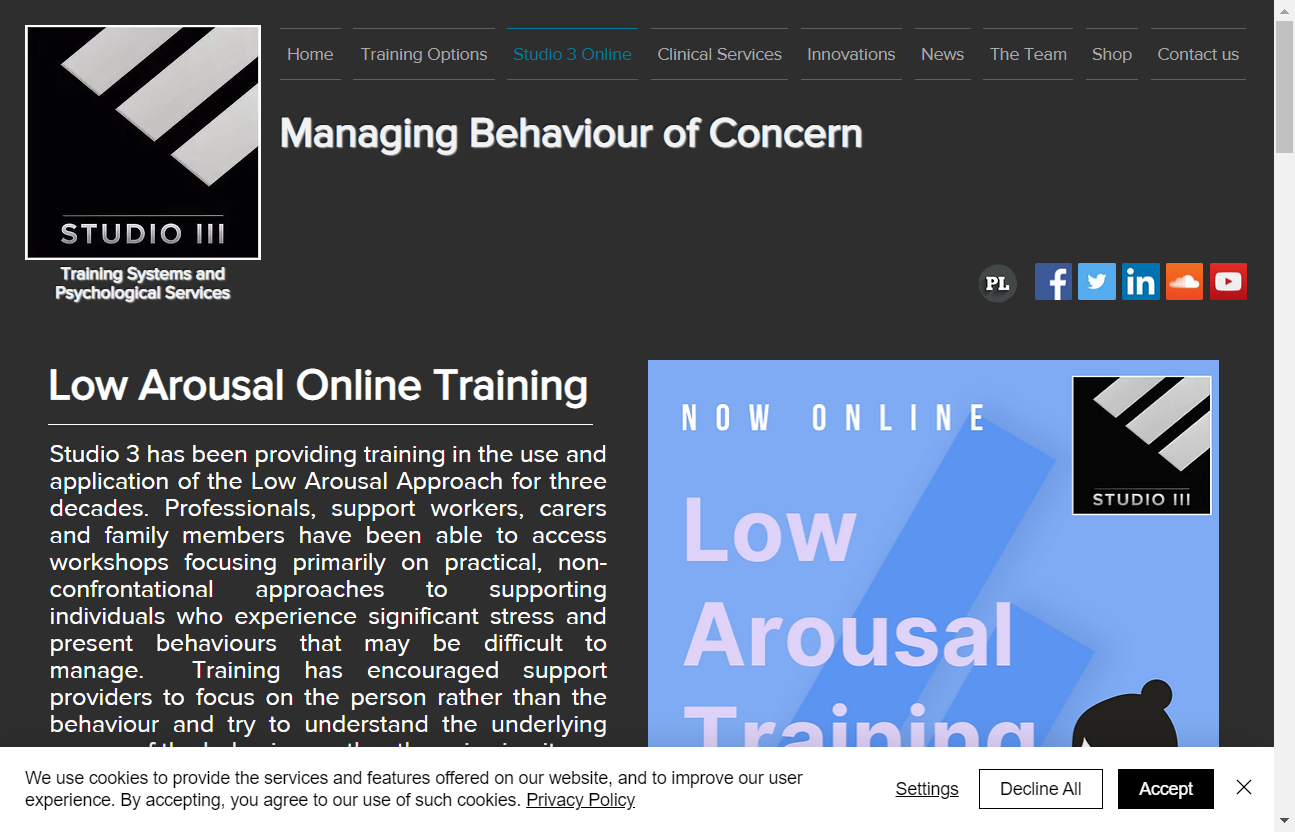 Home
Training Options
Studio 3 Online
Clinical Services
Innovations
News
The Team
Shop
Contact us
STUDIO III
Training Systems and
Psychological Services
Managing Behaviour of Concern
PL
f
in
Low Arousal Online Training
Studio 3 has been providing training in the use and
application of the Low Arousal Approach for three
decades. Professionals, support workers, carers
and family members have been able to access
workshops focusing primarily on practical, non-
confrontational approaches to supporting
individuals who experience significant stress and
present behaviours that may be difficult to
manage. Training has encouraged support
providers to focus on the person rather than the
behaviour and try to understand the underlying
NOW ONLINE
STUDIO III
Low
Arousal
Training
We use cookies to provide the services and features offered on our website, and to improve our user
experience. By accepting, you agree to our use of such cookies. Privacy Policy
Settings
Decline All
Accept